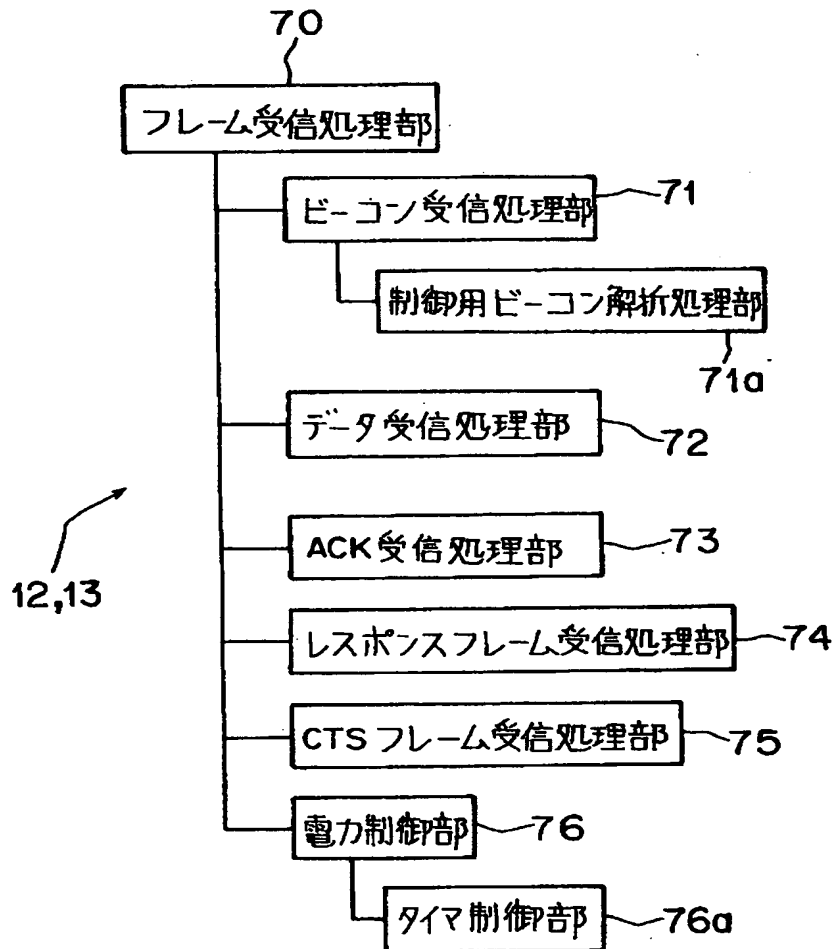 70
フレーム受信処理部
ビーコン受信処理部
71
制御用ビーコン解析処理部
71a
データ受信処理部
72
ACK受信処理部
73
12,13
レスポンスフレーム受信処理部
74
CTSフレーム受信処理部
75
電力制御部
76
タイマ制御部
76a